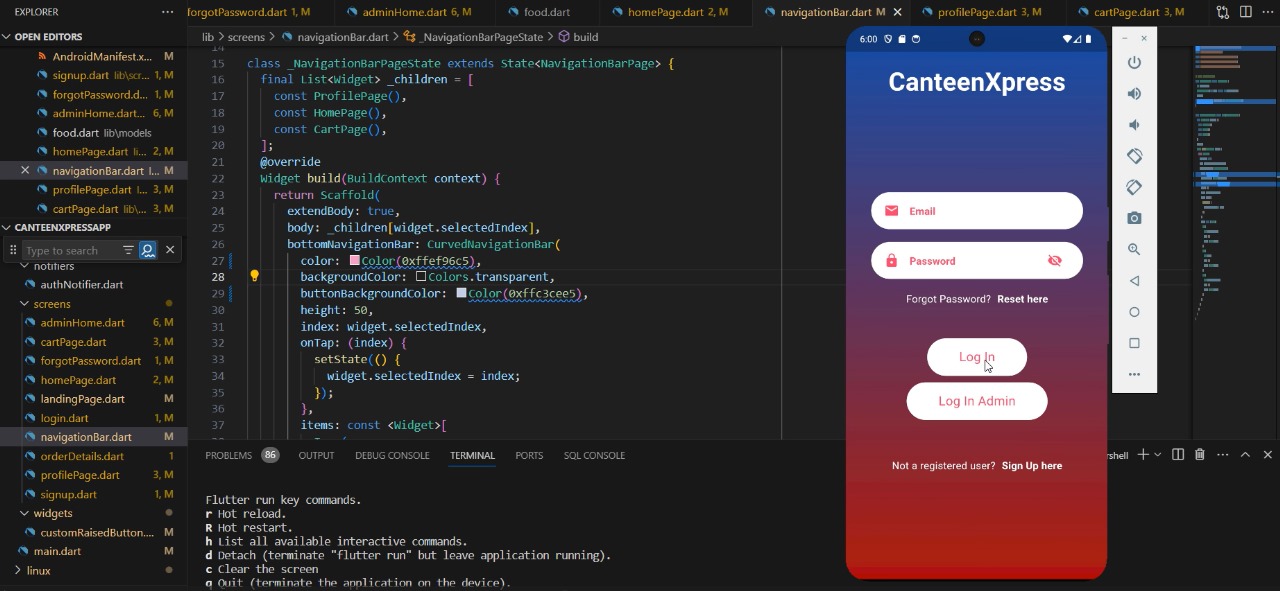 EXPLORER
forgotPassword.dart 1, M
adminHome.dart 6, M
food.dart
homePage.dart 2, M
navigationBar.dart M
profilePage.dart 3, M
cartPage.dart 3, M
OPEN EDITORS
AndroidManifest.x...
signup.dart lib\scr... 1, M
forgotPassword.d... 1, M
adminHome.dart... 6, M
food.dart lib\models
homePage.dart li... 2, M
navigationBar.dart l... M
profilePage.dart l... 3, M
cartPage.dart lib\... 3, M
CANTEENXPRESSAPP
Type to search
notifiers
authNotifier.dart
screens
adminHome.dart 6, M
cartPage.dart 3, M
forgotPassword.dart 1, M
homePage.dart 2, M
landingPage.dart M
login.dart 1, M
navigationBar.dart M
orderDetails.dart 1
profilePage.dart 3, M
signup.dart 1, M
widgets
customRaisedButton.... M
main.dart M
linux
lib > screens > navigationBar.dart > _NavigationBarPageState > build
14
15 class _NavigationBarPageState extends State<NavigationBarPage> {
16 final List<Widget> _children = [
17 const ProfilePage(),
18 const HomePage(),
19 const CartPage(),
20 ];
21 @override
22 Widget build(BuildContext context) {
23 return Scaffold(
24 extendBody: true,
25 body: _children[widget.selectedIndex],
26 bottomNavigationBar: CurvedNavigationBar(
27 color: Color(0xffef96c5),
28 backgroundColor: Colors.transparent,
29 buttonBackgroundColor: Color(0xffc3cee5),
30 height: 50,
31 index: widget.selectedIndex,
32 onTap: (index) {
33 setState(() {
34 widget.selectedIndex = index;
35 });
36 },
37 items: const <Widget>[
PROBLEMS 86 OUTPUT DEBUG CONSOLE TERMINAL PORTS SQL CONSOLE
rshell
Flutter run key commands.
r Hot reload.
R Hot restart.
h List all available interactive commands.
d Detach (terminate "flutter run" but leave application running).
c Clear the screen
q Quit (terminate the application on the device).
6:00
CanteenXpress
Email
Password
Forgot Password? Reset here
Log In
Log In Admin
Not a registered user? Sign Up here